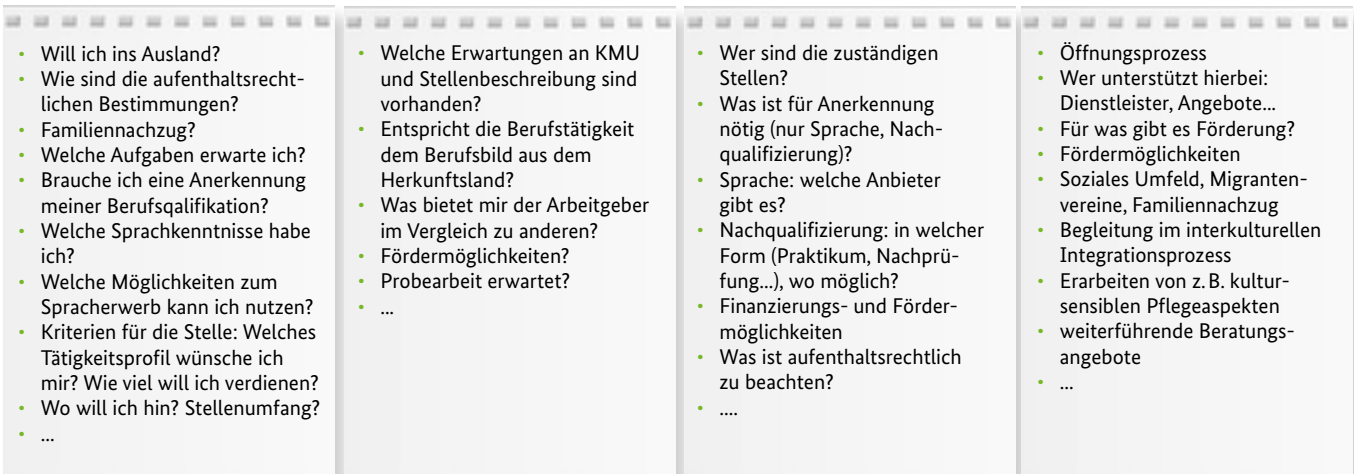 • Will ich ins Ausland?
• Wie sind die aufenthaltsrecht-
lichen Bestimmungen?
• Familiennachzug?
• Welche Aufgaben erwarte ich?
• Brauche ich eine Anerkennung
meiner Berufsqalifikation?
• Welche Sprachkenntnisse habe
ich?
• Welche Möglichkeiten zum
Spracherwerb kann ich nutzen?
• Kriterien für die Stelle: Welches
Tätigkeitsprofil wünsche ich
mir? Wie viel will ich verdienen?
• Wo will ich hin? Stellenumfang?
• ...
• Welche Erwartungen an KMU
und Stellenbeschreibung sind
vorhanden?
• Entspricht die Berufstätigkeit
dem Berufsbild aus dem
Herkunftsland?
• Was bietet mir der Arbeitgeber
im Vergleich zu anderen?
• Fördermöglichkeiten?
• Probearbeit erwartet?
• ...
• Wer sind die zuständigen
Stellen?
• Was ist für Anerkennung
nötig (nur Sprache, Nach-
qualifizierung)?
• Sprache: welche Anbieter
gibt es?
• Nachqualifizierung: in welcher
Form (Praktikum, Nachprü-
fung...), wo möglich?
• Finanzierungs- und Förder-
möglichkeiten
• Was ist aufenthaltsrechtlich
zu beachten?
• ....
• Öffnungsprozess
• Wer unterstützt hierbei:
Dienstleister, Angebote...
• Für was gibt es Förderung?
• Fördermöglichkeiten
• Soziales Umfeld, Migranten-
vereine, Familiennachzug
• Begleitung im interkulturellen
Integrationsprozess
• Erarbeiten von z. B. kultur-
sensiblen Pflegeaspekten
• weiterführende Beratungs-
angebote
• ...